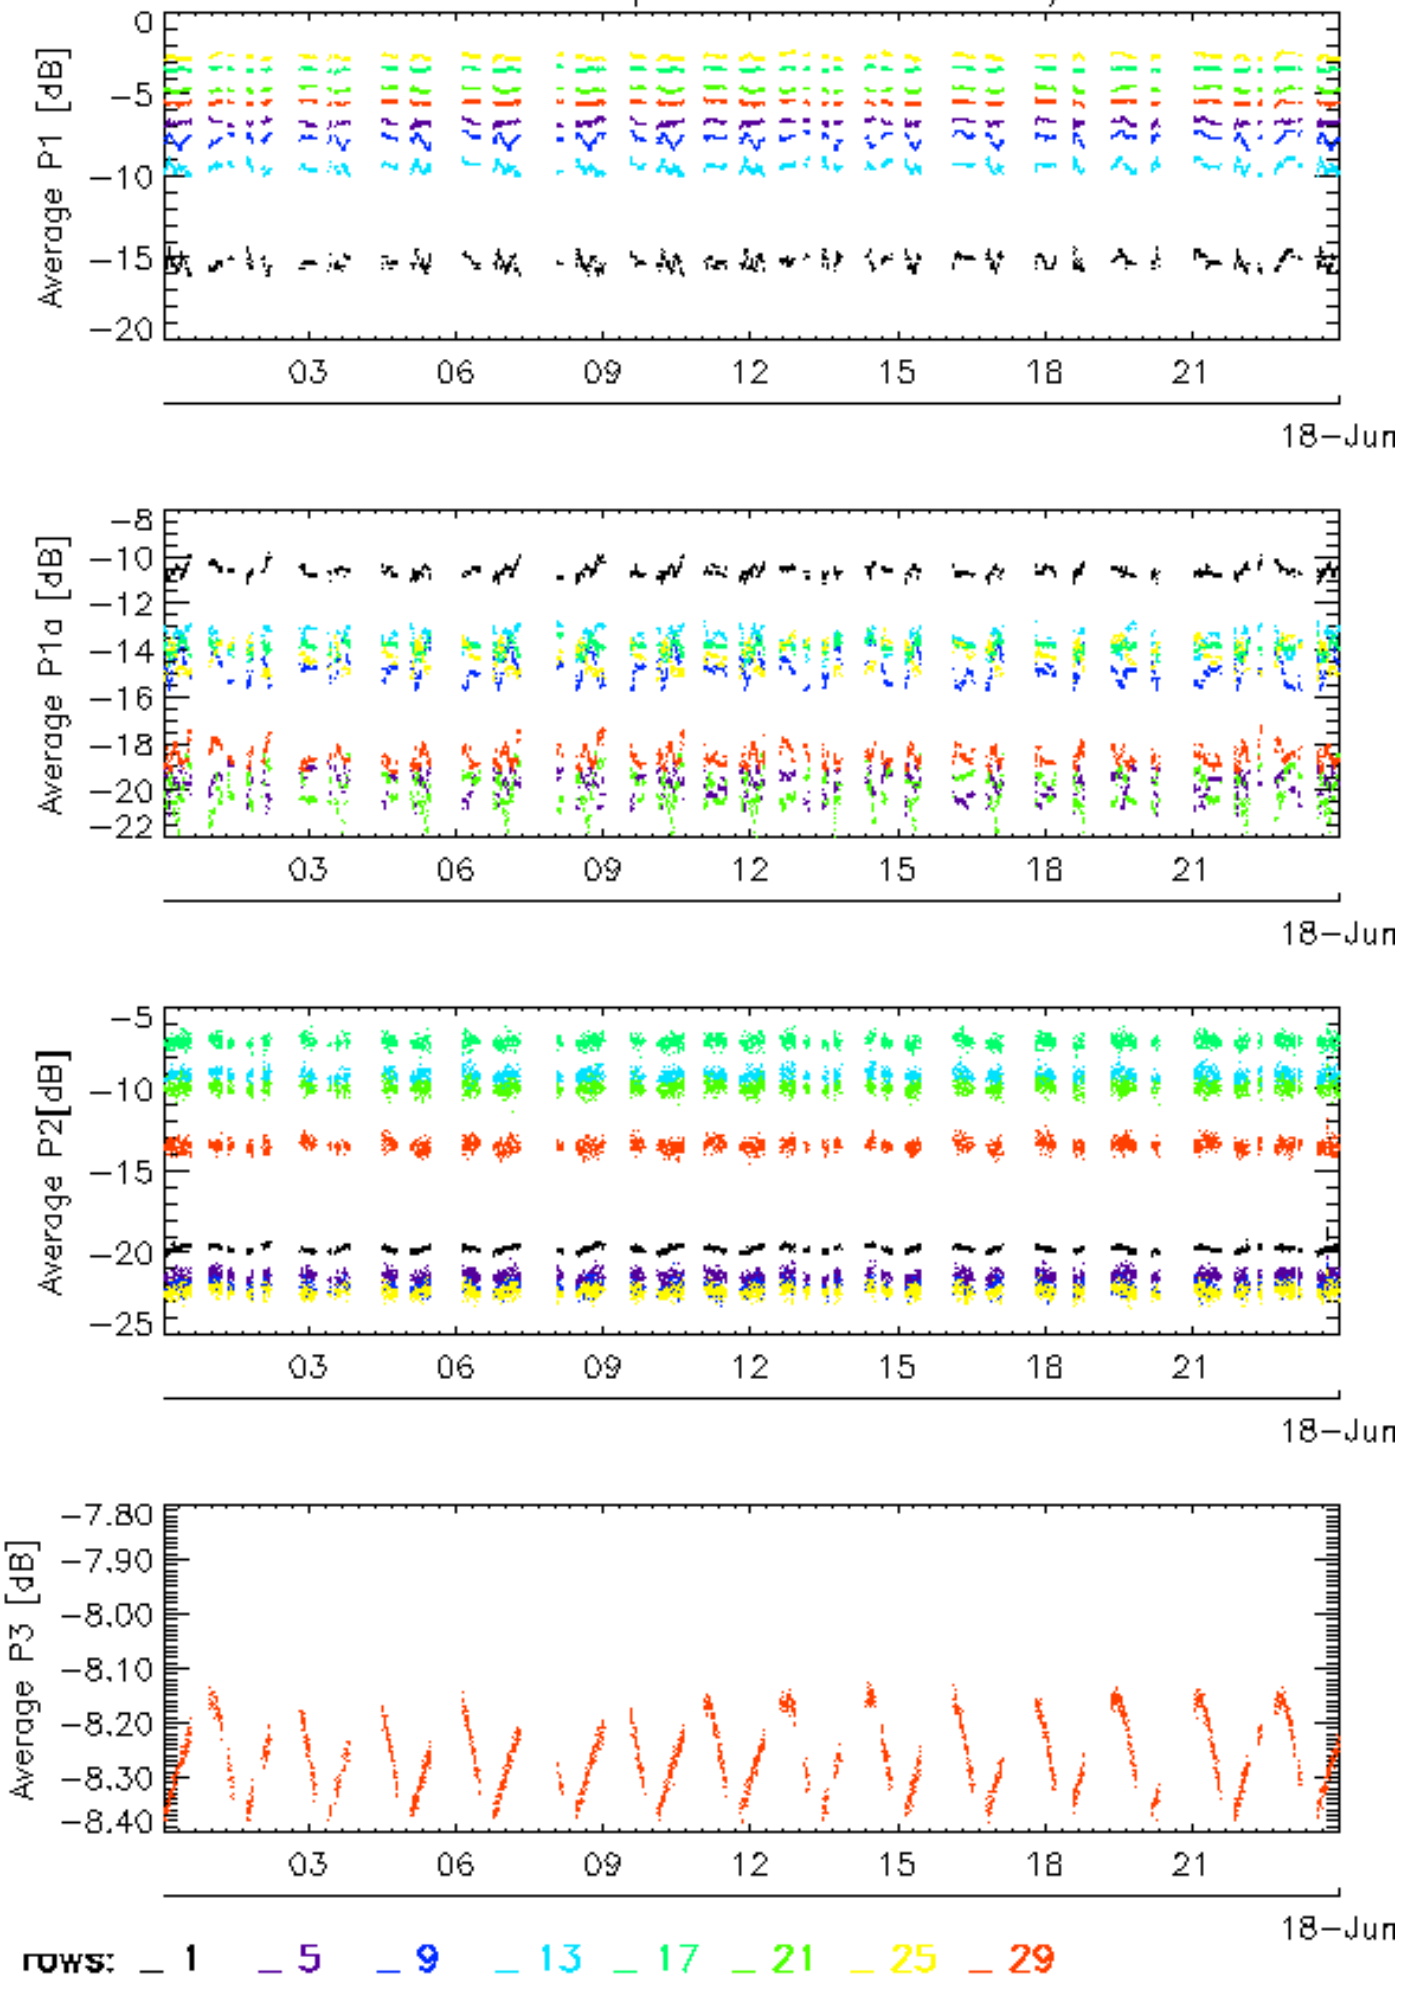 0
−5
−10
−15
−20
Average P1 [dB]
03 06 09 12 15 18 21
18−Jun
−8
−10
−12
−14
−16
−18
−20
−22
Average P1a [dB]
03 06 09 12 15 18 21
18−Jun
−5
−10
−15
−20
−25
Average P2[dB]
03 06 09 12 15 18 21
18−Jun
−7.80
−7.90
−8.00
−8.10
−8.20
−8.30
−8.40
Average P3 [dB]
03 06 09 12 15 18 21
18−Jun
rows: _ 1 _ 5 _ 9 _ 13 _ 17 _ 21 _ 25 _ 29